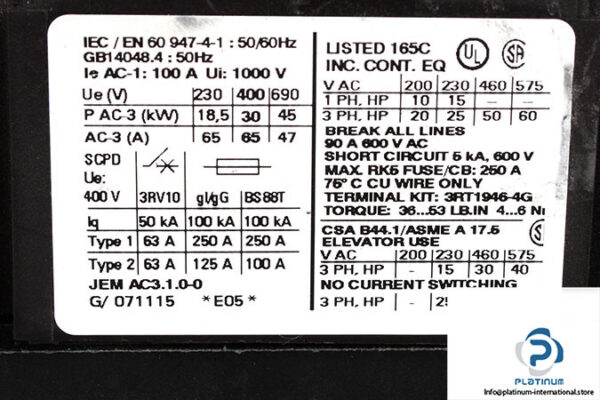 IEC / EN 60 947-4-1 : 50/60Hz
GB14048.4 : 50Hz
Ie AC-1: 100 A Ui: 1000 V
Ue (V) 230 400 690
P AC-3 (kW) 18,5 30 45
AC-3 (A) 65 65 47
SCPD
Ue:
400 V 3RV10 gl/gG BS88T
Iq 50 kA 100 kA 100 kA
Type 1 63 A 250 A 250 A
Type 2 63 A 125 A 100 A
JEM AC3.1.0-0
G/ 071115 *E05*
LISTED 165C UL SA
INC. CONT. EQ
V AC 200 230 460 575
1 PH, HP 10 15 – –
3 PH, HP 20 25 50 60
BREAK ALL LINES
90 A 600 V AC
SHORT CIRCUIT 5 kA, 600 V
MAX. RK5 FUSE/CB: 250 A
75°C CU WIRE ONLY
TERMINAL KIT: 3RT1946-4G
TORQUE: 36...53 LB.IN 4...6 N
CSA B44.1/ASME A 17.5
ELEVATOR USE
V AC 200 230 460 575
3 PH, HP – 15 30 40
NO CURRENT SWITCHING
3 PH, HP –
PLATINUM
info@platinum-international.store